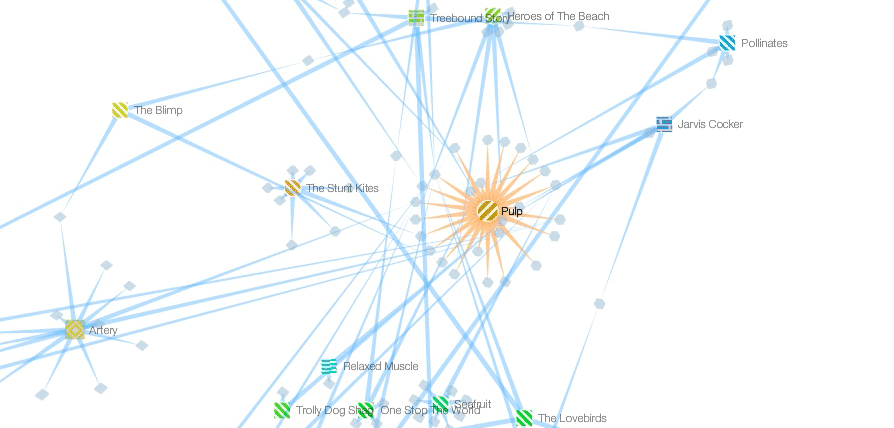 Treebound Story
Heroes of The Beach
Pollinates
The Blimp
Jarvis Cocker
The Stunt Kites
Pulp
Artery
Relaxed Muscle
Trolly Dog Shag
One Stop The World
Seafruit
The Lovebirds